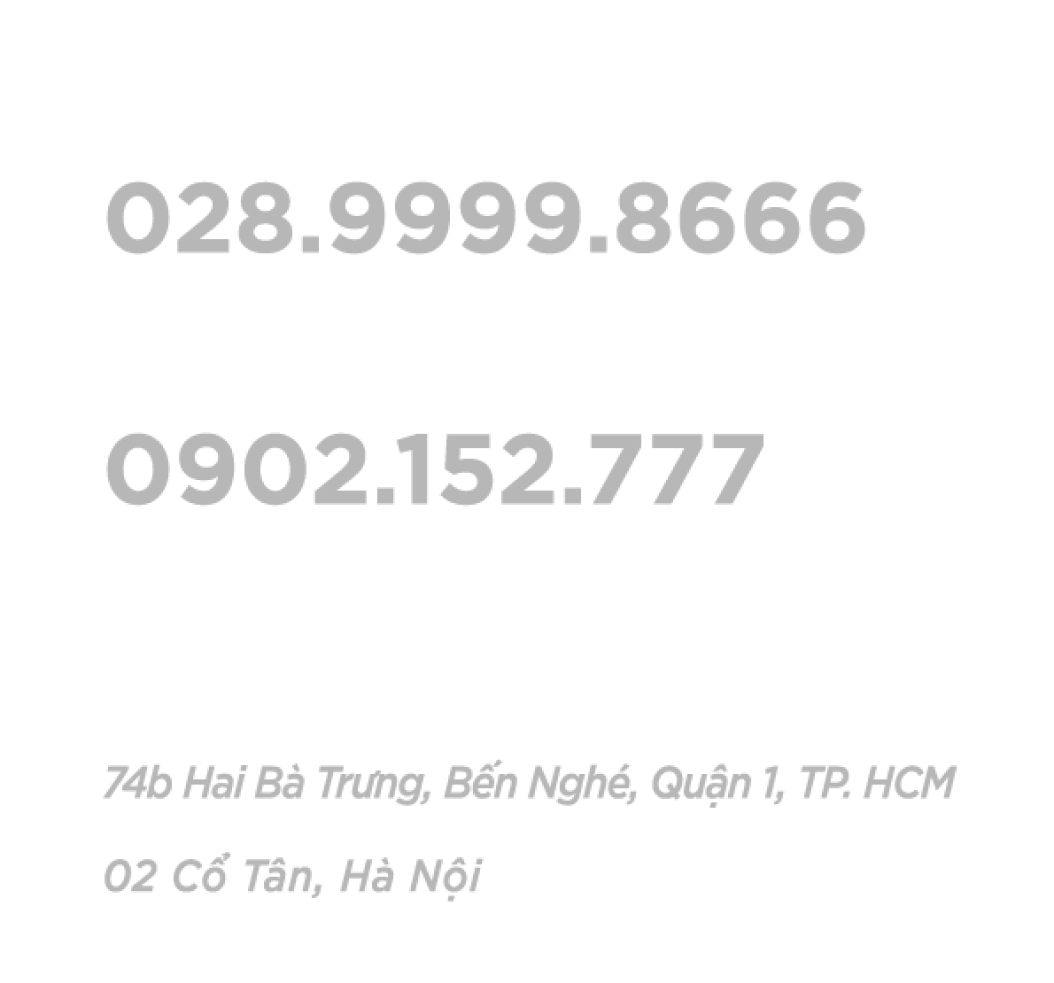 028.9999.8666
0902.152.777
74b Hai Bà Trưng, Bến Nghé, Quận 1, TP. HCM
02 Cổ Tân, Hà Nội